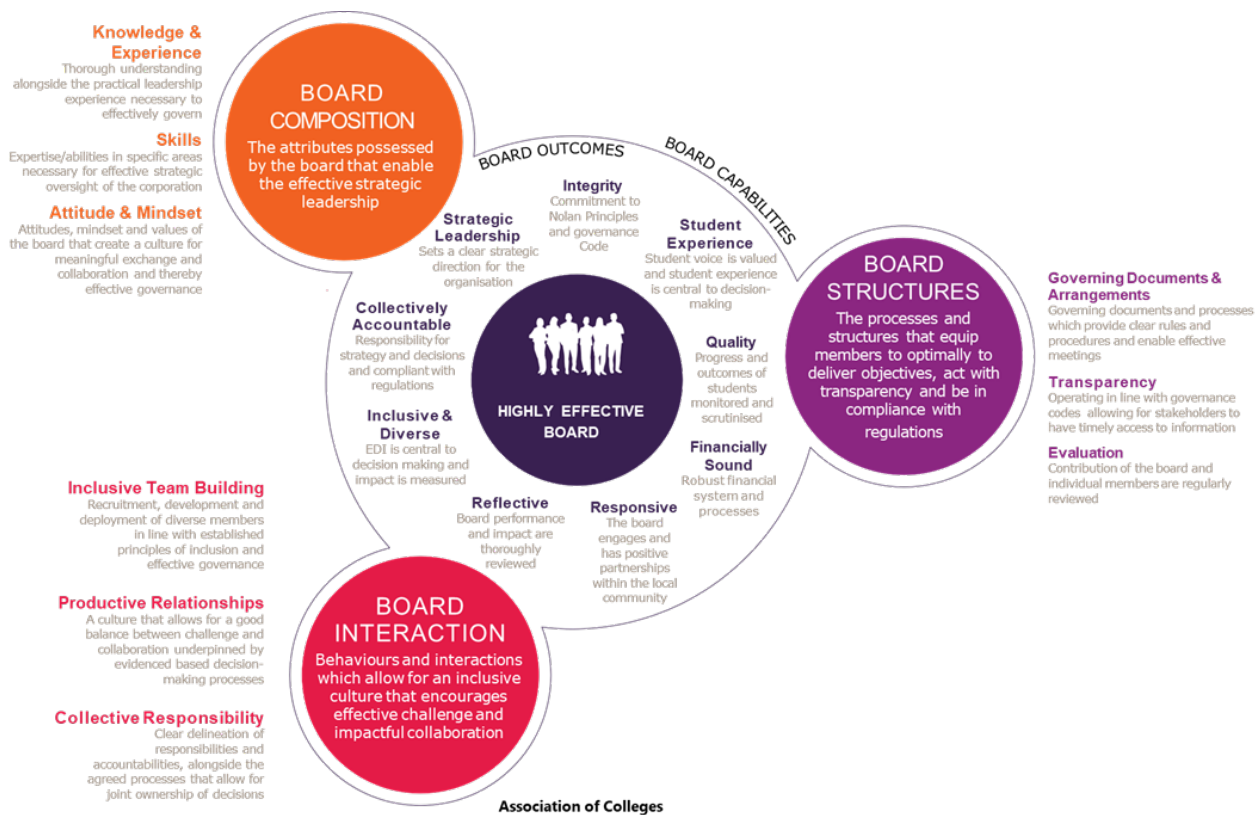 Knowledge &
Experience
Thorough understanding
alongside the practical leadership
experience necessary to
effectively govern
Skills
Expertise/abilities in specific areas
necessary for effective strategic
oversight of the corporation
Attitude & Mindset
Attitudes, mindset and values of
the board that create a culture for
meaningful exchange and
collaboration and thereby
effective governance
BOARD
COMPOSITION
The attributes possessed
by the board that enable
the effective strategic
leadership
BOARD OUTCOMES
BOARD CAPABILITIES
Integrity
Commitment to
Nolan Principles
and governance
Code
Strategic
Leadership
Sets a clear strategic
direction for the
organisation
Student
Experience
Student voice is valued
and student experience
is central to decision-
making
Collectively
Accountable
Responsibility for
strategy and decisions
and compliant with
regulations
Quality
Progress and
outcomes of
students
monitored and
scrutinised
HIGHLY EFFECTIVE
BOARD
Inclusive &
Diverse
EDI is central to
decision making and
impact is measured
Financially
Sound
Robust financial
system and
processes
Reflective
Board performance
and impact are
thoroughly
reviewed
Responsive
The board
engages and
has positive
partnerships
within the local
community
BOARD
STRUCTURES
The processes and
structures that equip
members to optimally to
deliver objectives, act with
transparency and be in
compliance with
regulations
Governing Documents &
Arrangements
Governing documents and processes
which provide clear rules and
procedures and enable effective
meetings
Transparency
Operating in line with governance
codes allowing for stakeholders to
have timely access to information
Evaluation
Contribution of the board and
individual members are regularly
reviewed
Inclusive Team Building
Recruitment, development and
deployment of diverse members
in line with established
principles of inclusion and
effective governance
Productive Relationships
A culture that allows for a good
balance between challenge and
collaboration underpinned by
evidenced based decision-
making processes
Collective Responsibility
Clear delineation of
responsibilities and
accountabilities, alongside the
agreed processes that allow for
joint ownership of decisions
BOARD
INTERACTION
Behaviours and interactions
which allow for an inclusive
culture that encourages
effective challenge and
impactful collaboration
Association of Colleges